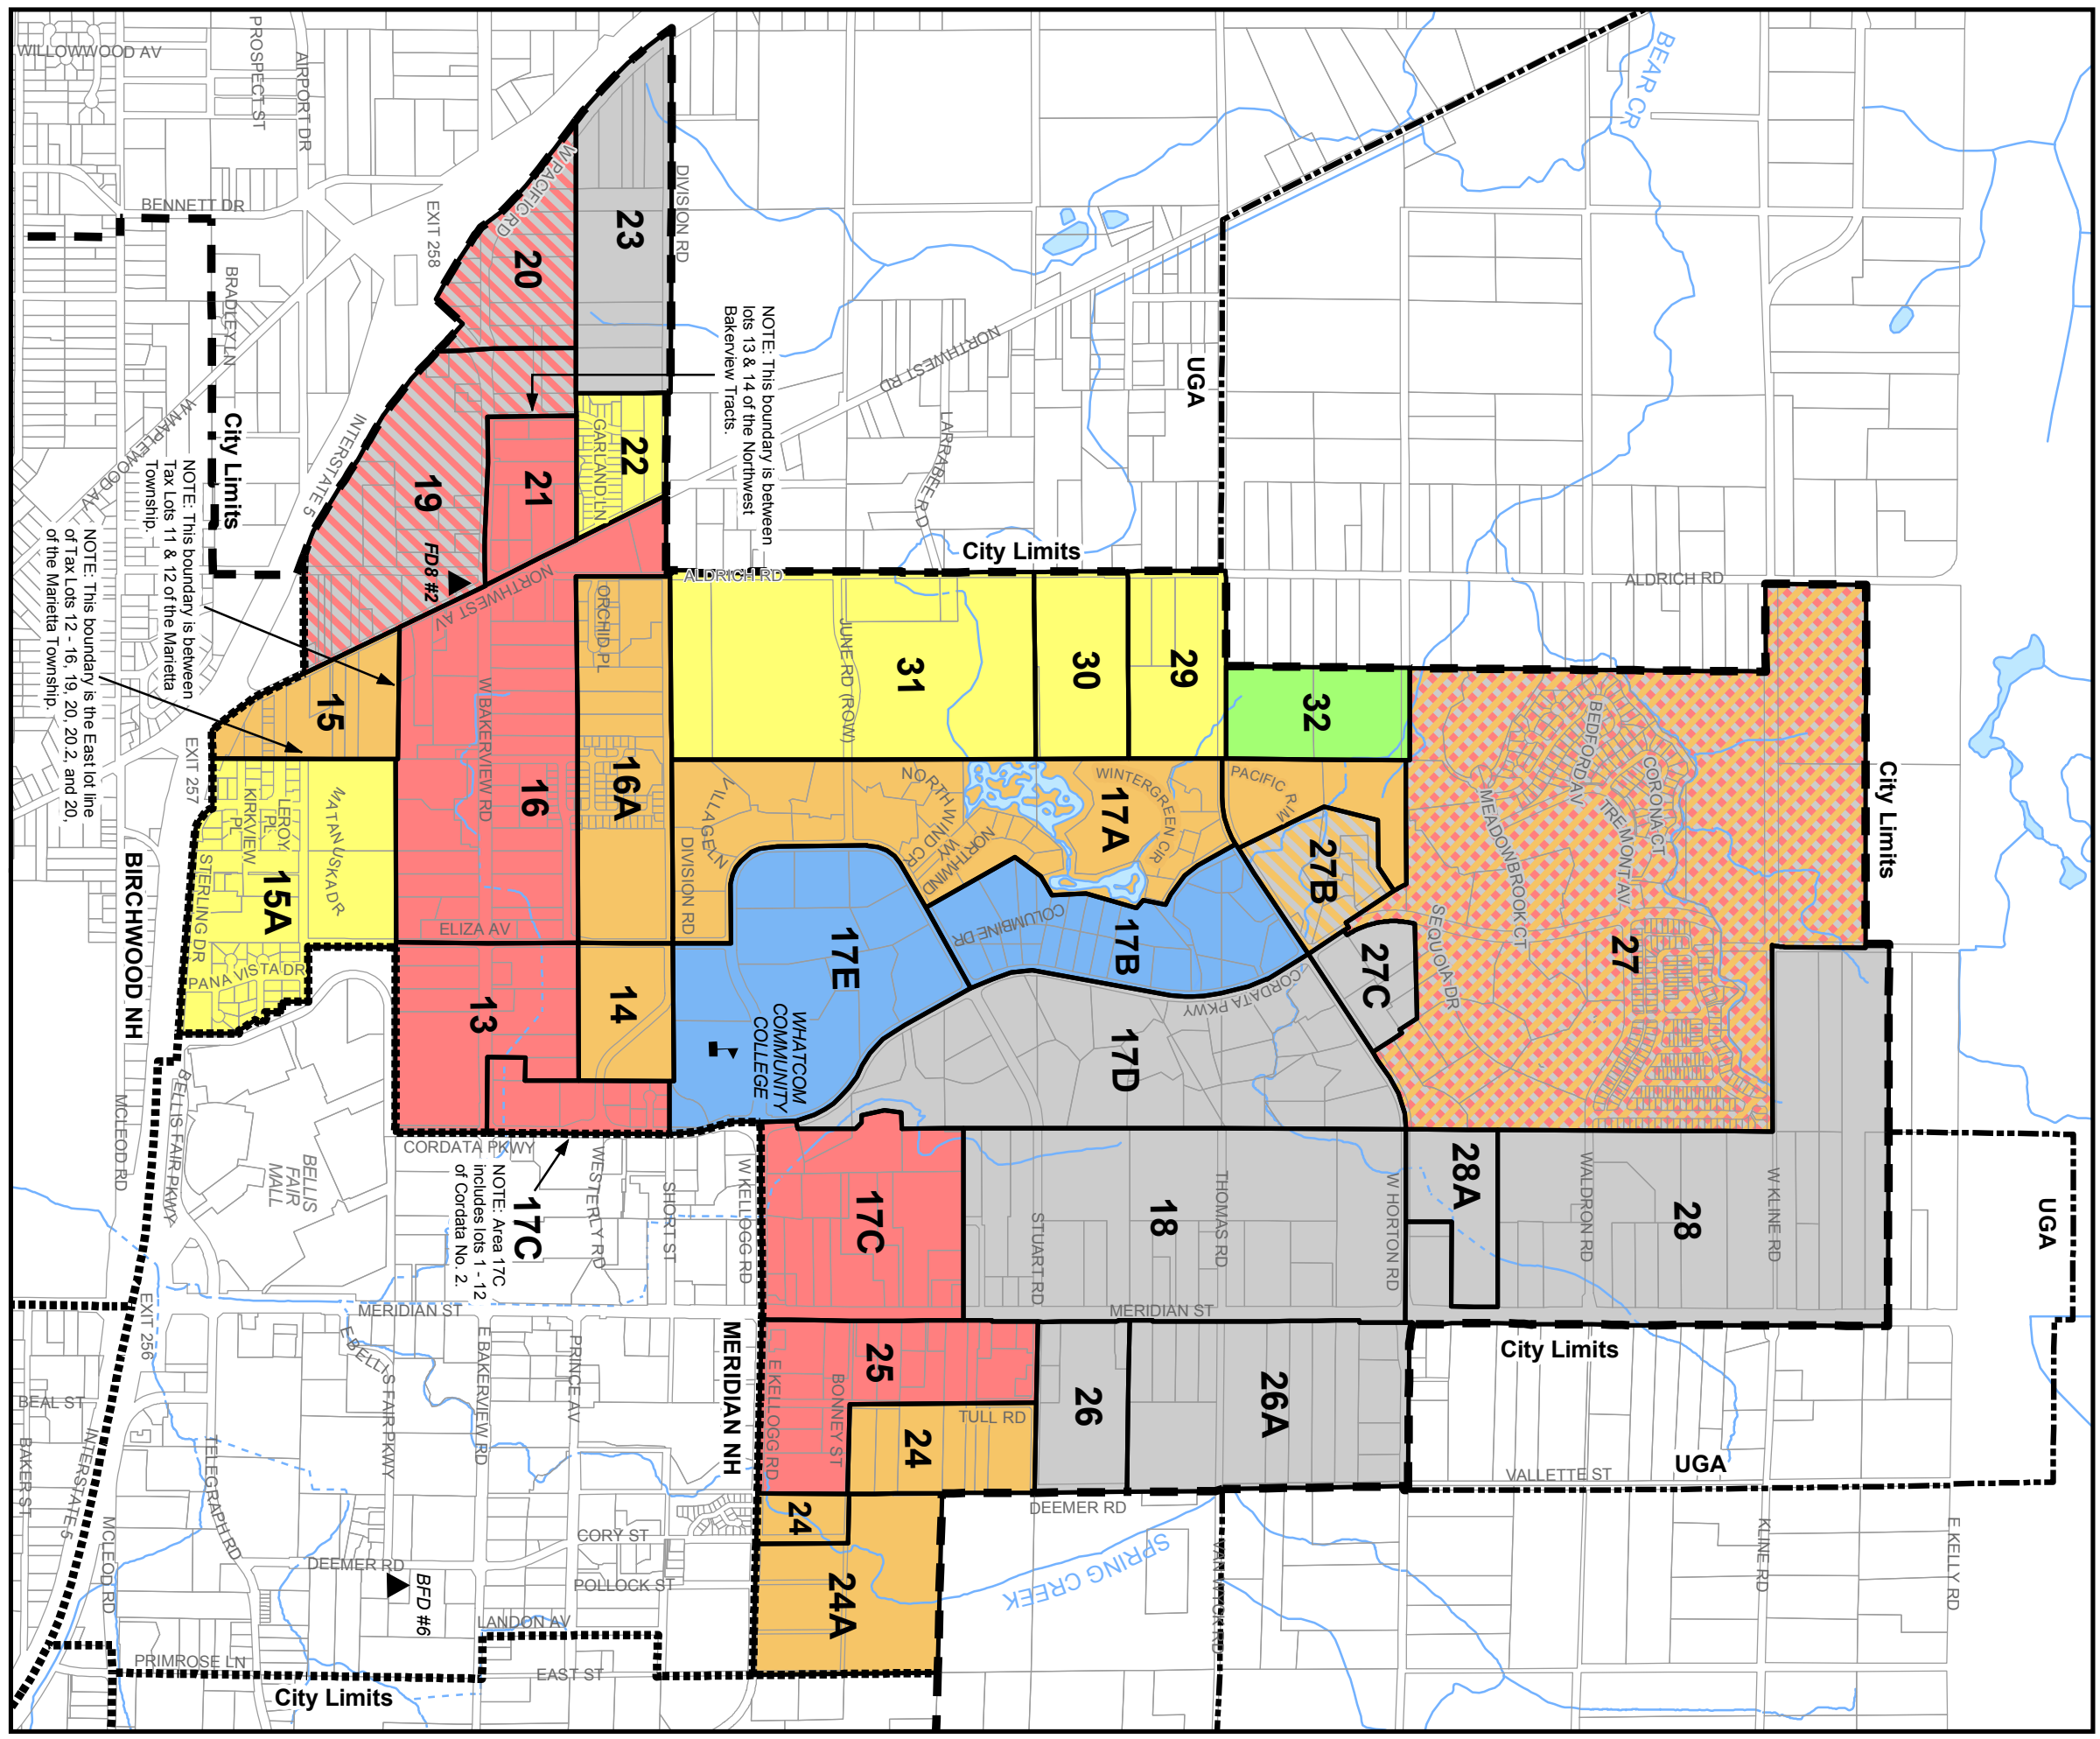 WILLOWWOOD AV
PROSPECT ST
AIRPORT DR
BEAR CR
W PACIFIC RD
23
DIVISION RD
BENNETT DR
EXIT 258
20
BRADLEY LN
NOTE: This boundary is between
lots 13 & 14 of the Northwest
Bakerview Tracts.
NORTHWEST RD
UGA
W MAPLEWOOD AV
City Limits
INTERSTATE 5
22
GARLAND LN
21
19
FD8 #2
LARRABEE RD
City Limits
NOTE: This boundary is between
Tax Lots 11 & 12 of the Marietta
Township.
NOTE: This boundary is the East lot line
of Tax Lots 12 - 16, 19, 20, 20.2, and 20,
of the Marietta Township.
NORTHWEST AV
ALDRICH RD
ALDRICH RD
ORCHID PL
JUNE RD (ROW)
31
30
29
32
15
W BAKERVIEW RD
16
16A
EXIT 257
BEDFORD AV
CORONA CT
TREMONT AV
MEADOWBROOK CT
City Limits
KIRKVIEW
PL
LEROY
PL
MATANUSKA DR
VILLAGE LN
NORTHWIND CR
NORTHWIND
WY
WINTERGREEN CIR
17A
PACIFIC RIM
27B
BIRCHWOOD NH
STERLING DR
15A
PANAVISTA DR
ELIZA AV
DIVISION RD
17E
COLUMBINE DR
17B
CORDATA PKWY
27C
SEQUOIA DR
27
13
14
WHATCOM
COMMUNITY
COLLEGE
17D
MCLEOD RD
BELLIS FAIR PKWY
BELLIS
FAIR
MALL
CORDATA PKWY
NOTE: Area 17C
includes lots 1 - 12
of Cordata No. 2.
17C
WESTERLY RD
SHORT ST
W KELLOGG RD
17C
STUART RD
18
THOMAS RD
W HORTON RD
28A
WALDRON RD
28
W KLINE RD
UGA
EXIT 256
MERIDIAN ST
MERIDIAN ST
E BELLIS FAIR PKWY
E BAKERVIEW RD
PRINCE AV
MERIDIAN NH
E KELLOGG RD
BONNEY ST
25
TULL RD
24
26
26A
City Limits
BEAL ST
BAKER ST
INTERSTATE 5
TELEGRAPH RD
MCLEOD RD
VALLETTE ST
UGA
DEEMER RD
24
CORY ST
DEEMER RD
POLLOCK ST
BFD #6
24A
SPRING CREEK
VAN WYCK RD
KLINE RD
E KELLY RD
LANDON AV
PRIMROSE LN
EAST ST
City Limits